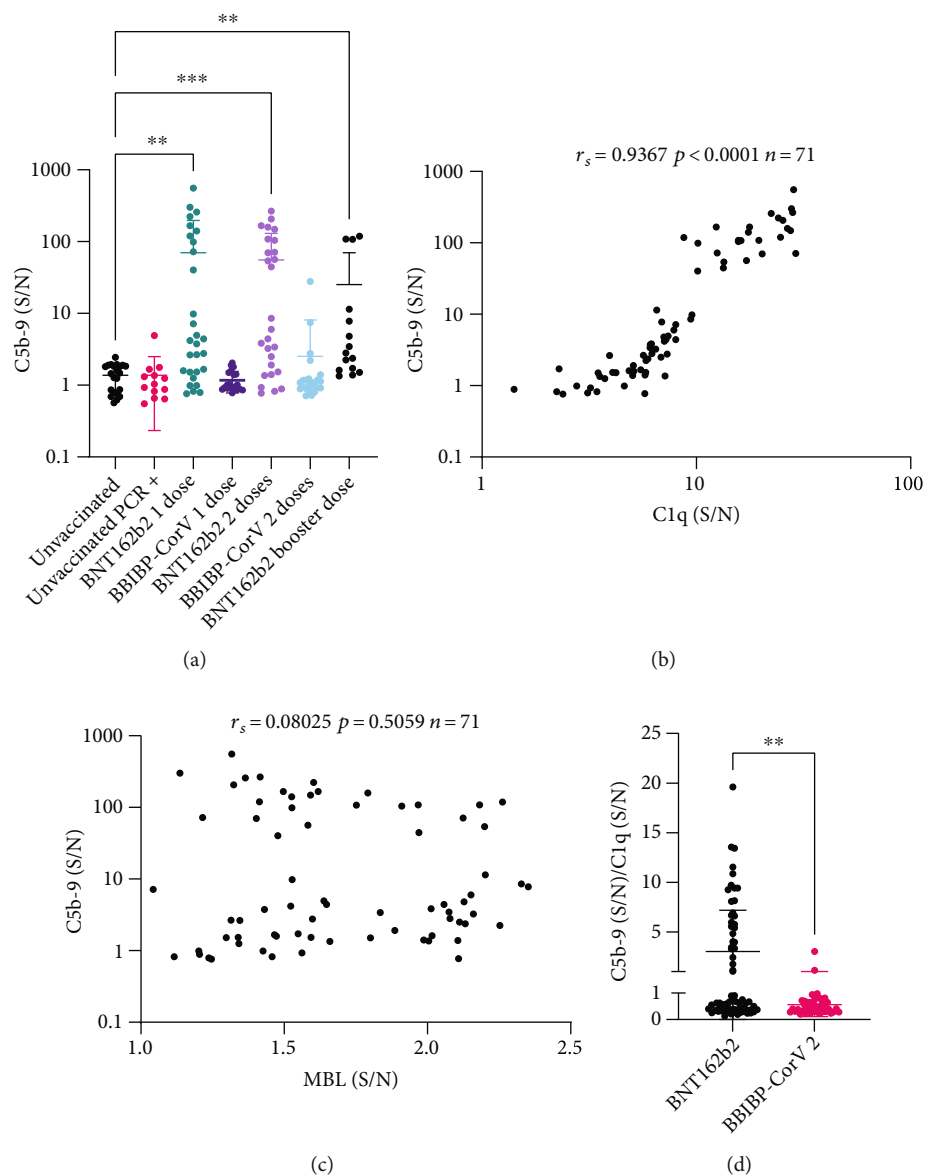 **
***
**
1000
100
10
1
0.1
C5b-9 (S/N)
Unvaccinated
Unvaccinated PCR +
BNT162b2 1 dose
BBIBP-CorV 1 dose
BNT162b2 2 doses
BBIBP-CorV 2 doses
BNT162b2 booster dose
(a)
rs = 0.9367 p < 0.0001 n = 71
1000
100
10
1
0.1
C5b-9 (S/N)
1 10 100
C1q (S/N)
(b)
rs = 0.08025 p = 0.5059 n = 71
1000
100
10
1
0.1
C5b-9 (S/N)
1.0 1.5 2.0 2.5
MBL (S/N)
(c)
**
25
20
15
10
5
1
0
C5b-9 (S/N)/C1q (S/N)
BNT162b2
BBIBP-CorV 2
(d)